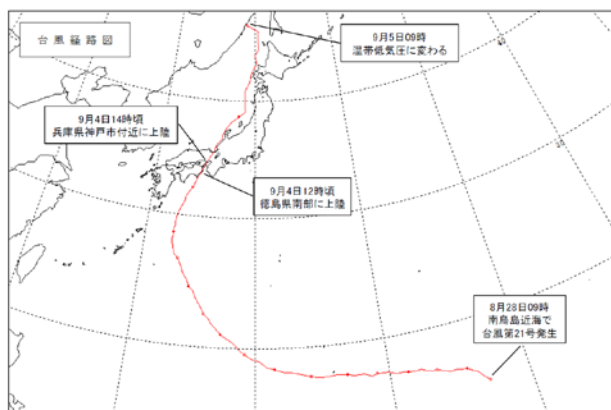 台風経路図
9月5日09時
温帯低気圧に変わる
9月4日14時頃
兵庫県神戸市付近に上陸
9月4日12時頃
徳島県南部に上陸
8月28日09時
南鳥島近海で
台風第21号発生